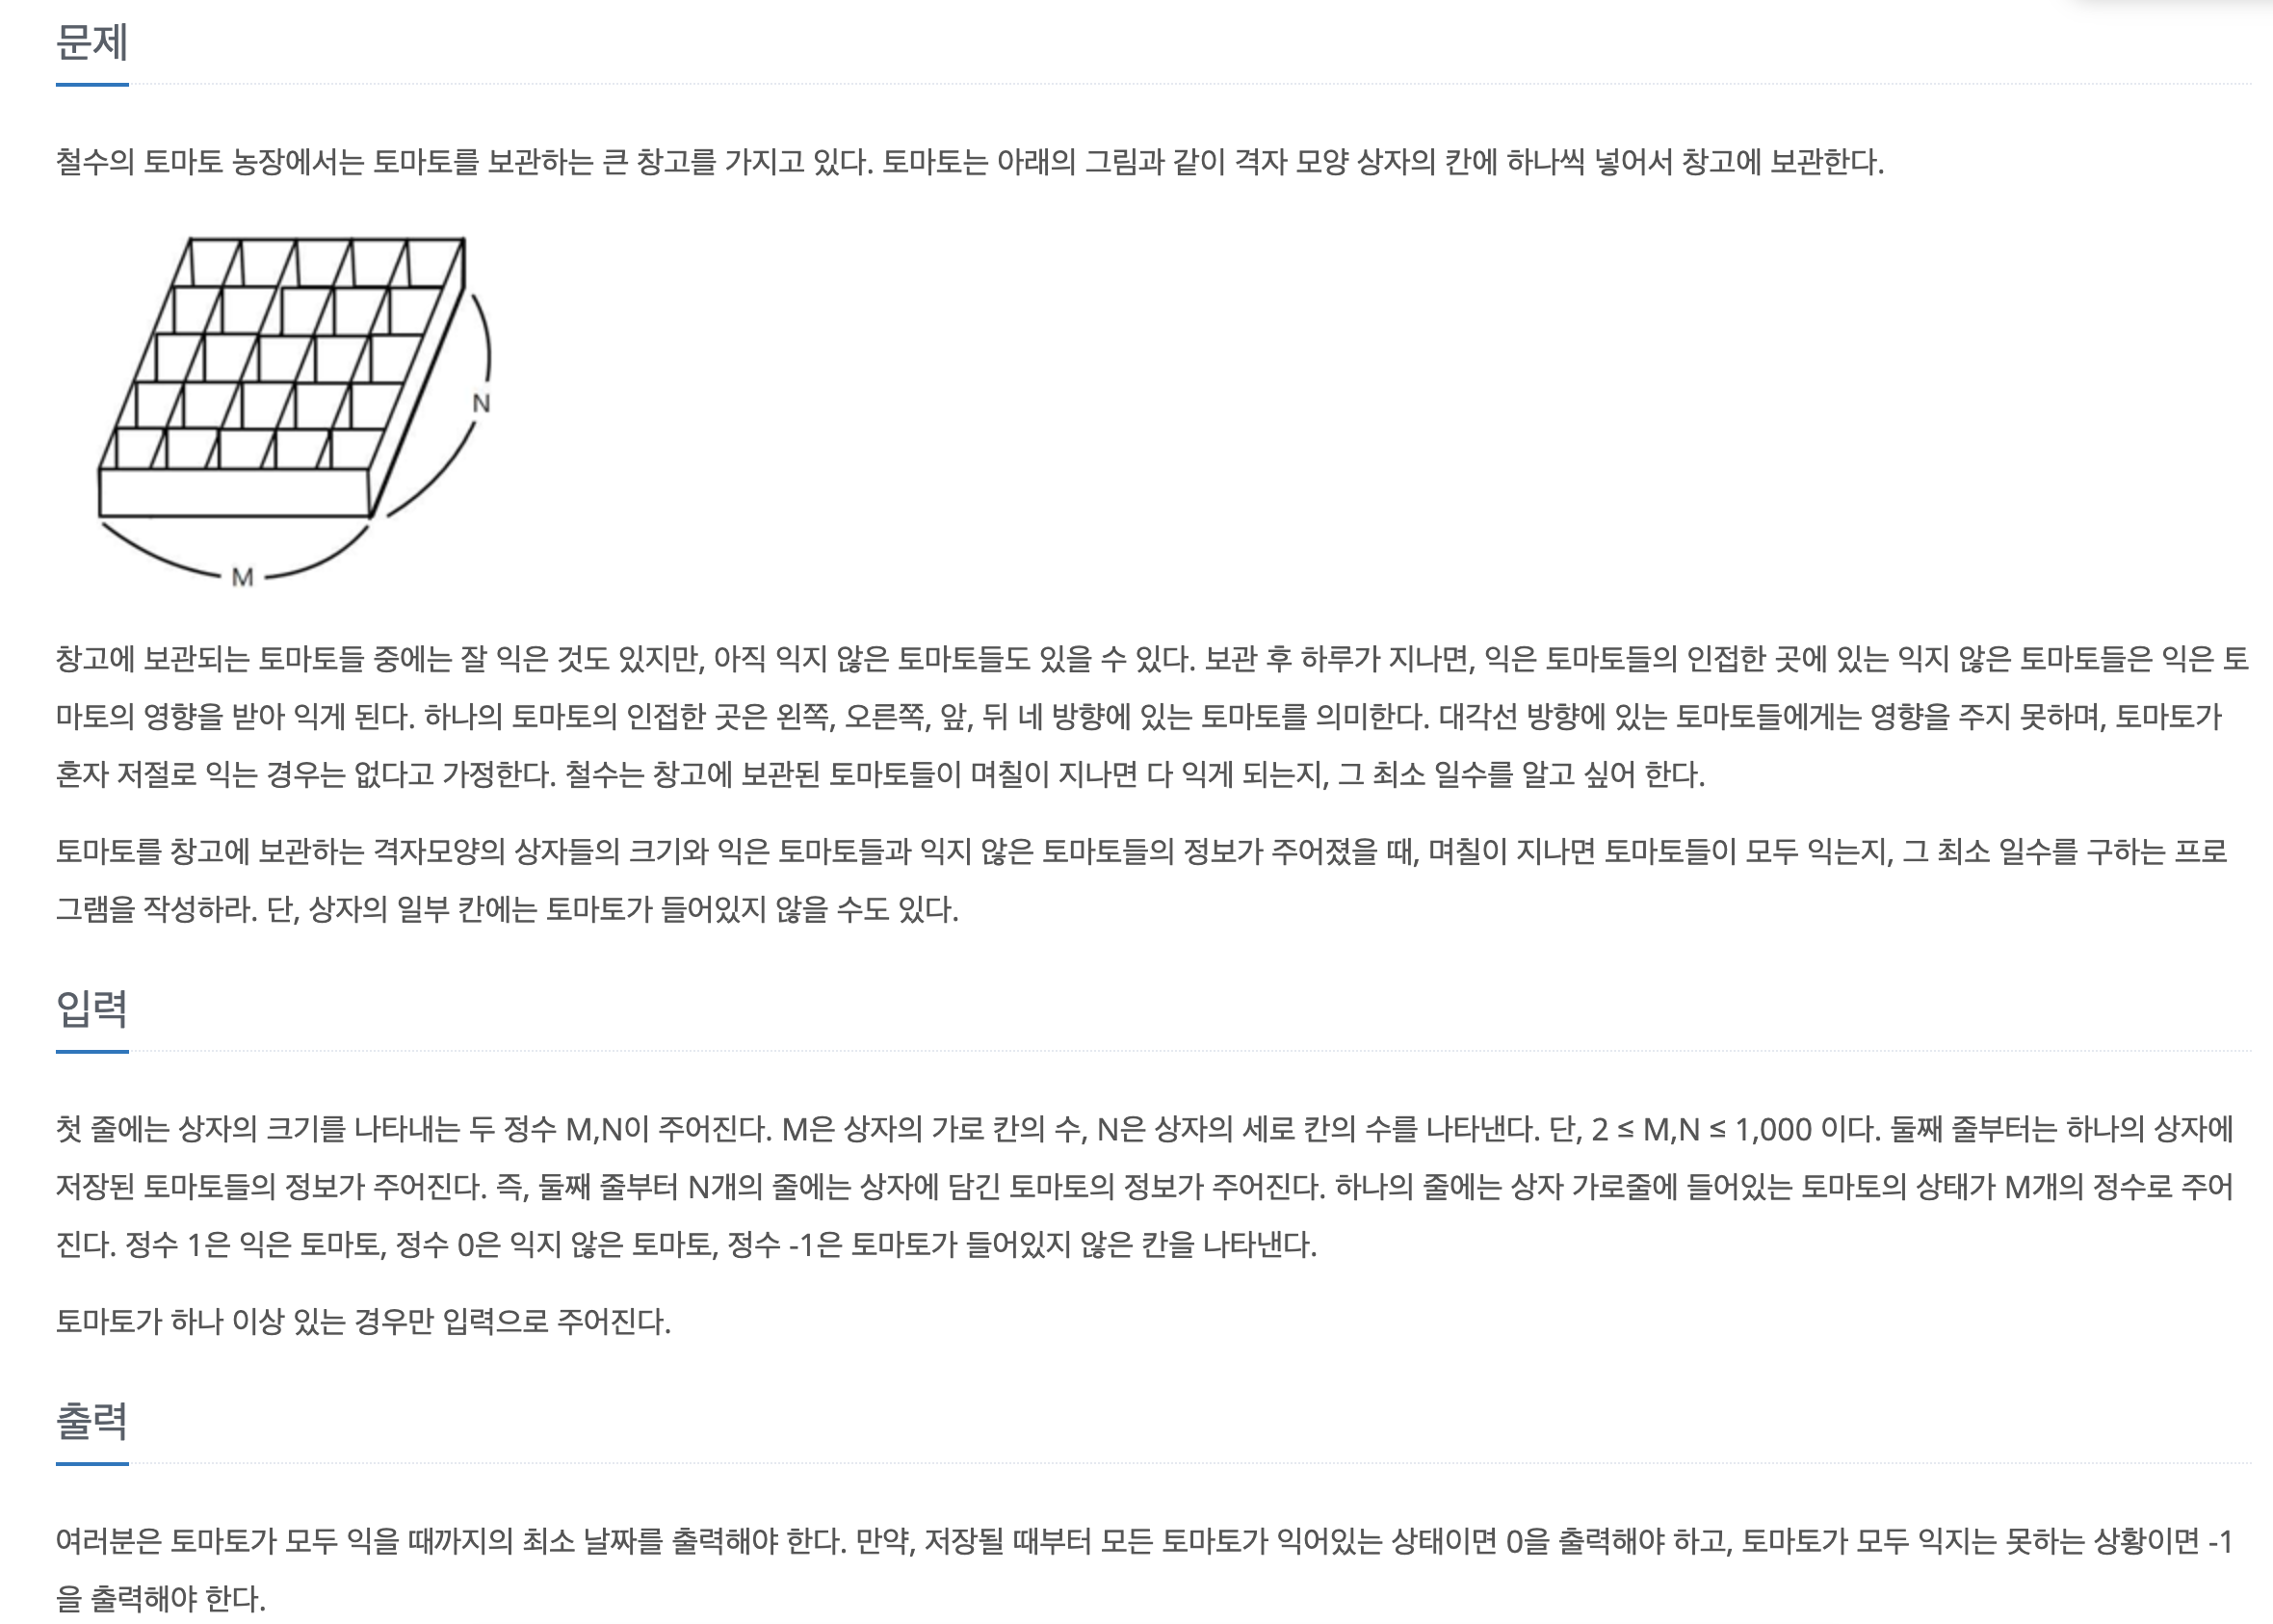 문제
철수의 토마토 농장에서는 토마토를 보관하는 큰 창고를 가지고 있다. 토마토는 아래의 그림과 같이 격자 모양 상자의 칸에 하나씩 넣어서 창고에 보관한다.
N
M
창고에 보관되는 토마토들 중에는 잘 익은 것도 있지만, 아직 익지 않은 토마토들도 있을 수 있다. 보관 후 하루가 지나면, 익은 토마토들의 인접한 곳에 있는 익지 않은 토마토들은 익은 토
마토의 영향을 받아 익게 된다. 하나의 토마토의 인접한 곳은 왼쪽, 오른쪽, 앞, 뒤 네 방향에 있는 토마토를 의미한다. 대각선 방향에 있는 토마토들에게는 영향을 주지 못하며, 토마토가
혼자 저절로 익는 경우는 없다고 가정한다. 철수는 창고에 보관된 토마토들이 며칠이 지나면 다 익게 되는지, 그 최소 일수를 알고 싶어 한다.
토마토를 창고에 보관하는 격자모양의 상자들의 크기와 익은 토마토들과 익지 않은 토마토들의 정보가 주어졌을 때, 며칠이 지나면 토마토들이 모두 익는지, 그 최소 일수를 구하는 프로
그램을 작성하라. 단, 상자의 일부 칸에는 토마토가 들어있지 않을 수도 있다.
입력
첫 줄에는 상자의 크기를 나타내는 두 정수 M,N이 주어진다. M은 상자의 가로 칸의 수, N은 상자의 세로 칸의 수를 나타낸다. 단, 2 ≤ M,N ≤ 1,000 이다. 둘째 줄부터는 하나의 상자에
저장된 토마토들의 정보가 주어진다. 즉, 둘째 줄부터 N개의 줄에는 상자에 담긴 토마토의 정보가 주어진다. 하나의 줄에는 상자 가로줄에 들어있는 토마토의 상태가 M개의 정수로 주어
진다. 정수 1은 익은 토마토, 정수 0은 익지 않은 토마토, 정수 -1은 토마토가 들어있지 않은 칸을 나타낸다.
토마토가 하나 이상 있는 경우만 입력으로 주어진다.
출력
여러분은 토마토가 모두 익을 때까지의 최소 날짜를 출력해야 한다. 만약, 저장될 때부터 모든 토마토가 익어있는 상태이면 0을 출력해야 하고, 토마토가 모두 익지는 못하는 상황이면 -1
을 출력해야 한다.